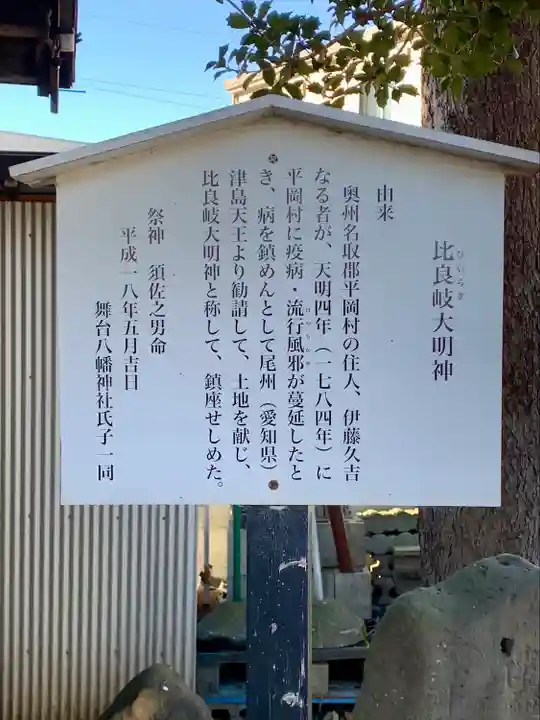 比良岐大明神
ひいらぎ
由来
奥州名取郡平岡村の住人、伊藤久吉
なる者が、天明四年（一七八四年）に
平岡村に疫病・流行風邪が蔓延したと
き、病を鎮めんとして尾州（愛知県）
津島天王より勧請して、土地を献じ、
比良岐大明神と称して、鎮座せしめた。
祭神　須佐之男命
平成一八年五月吉日
舞台八幡神社氏子一同